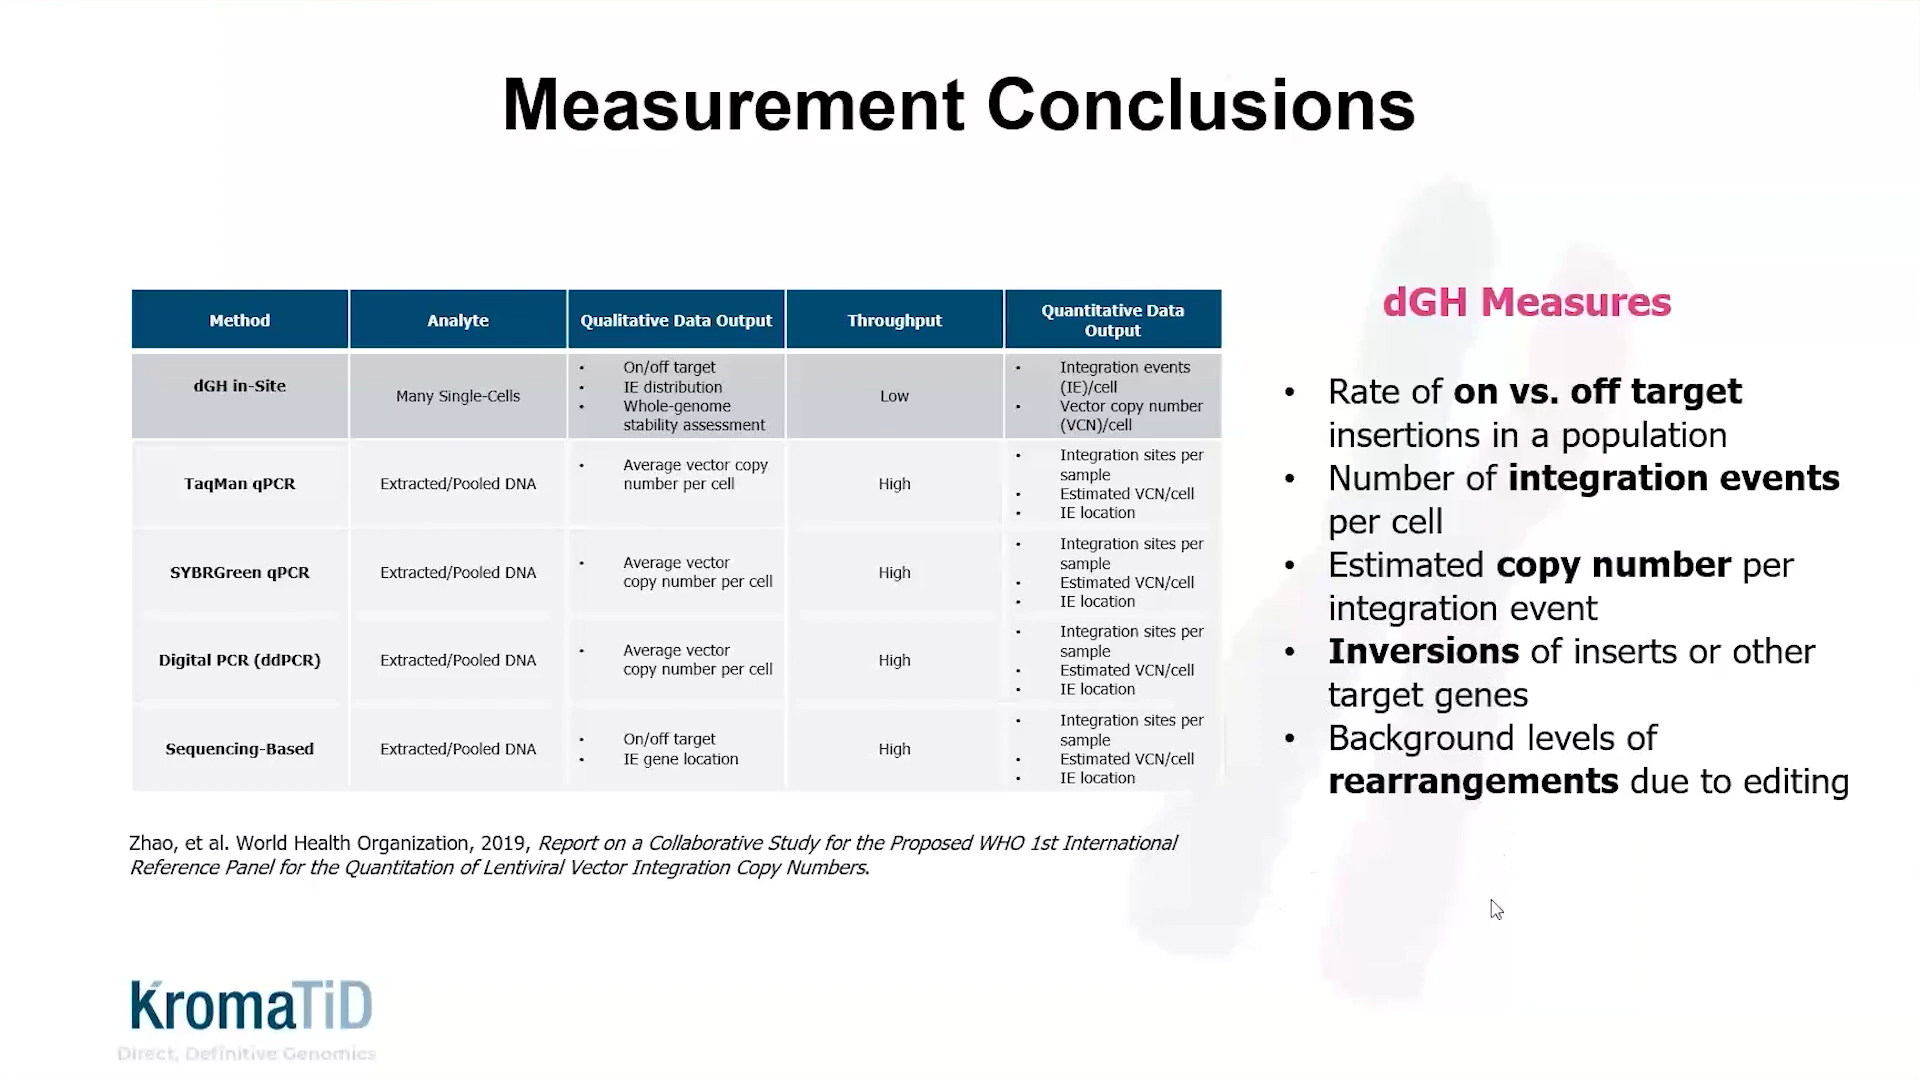 Measurement Conclusions
Method
Analyte
Qualitative Data Output
Throughput
Quantitative Data
Output
dGH in-Site
Many Single-Cells
• On/off target
• IE distribution
• Whole-genome
stability assessment
Low
• Integration events
(IE)/cell
• Vector copy number
(VCN)/cell
TaqMan qPCR
Extracted/Pooled DNA
• Average vector copy
number per cell
High
• Integration sites per
sample
• Estimated VCN/cell
• IE location
SYBRGreen qPCR
Extracted/Pooled DNA
• Average vector
copy number per cell
High
• Integration sites per
sample
• Estimated VCN/cell
• IE location
Digital PCR (ddPCR)
Extracted/Pooled DNA
• Average vector
copy number per cell
High
• Integration sites per
sample
• Estimated VCN/cell
• IE location
Sequencing-Based
Extracted/Pooled DNA
• On/off target
• IE gene location
High
• Integration sites per
sample
• Estimated VCN/cell
• IE location
Zhao, et al. World Health Organization, 2019, Report on a Collaborative Study for the Proposed WHO 1st International
Reference Panel for the Quantitation of Lentiviral Vector Integration Copy Numbers.
dGH Measures
• Rate of on vs. off target
insertions in a population
• Number of integration events
per cell
• Estimated copy number per
integration event
• Inversions of inserts or other
target genes
• Background levels of
rearrangements due to editing
KromaTiD
Direct, Definitive Genomics